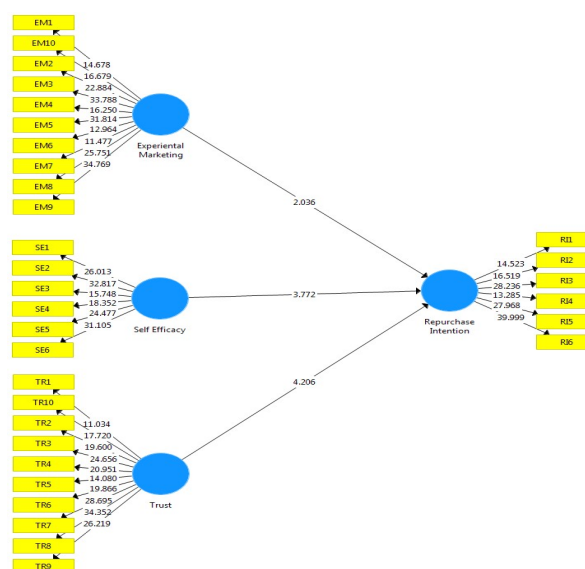 EM1
EM10
EM2
EM3
EM4
EM5
EM6
EM7
EM8
EM9
14.678
16.679
22.884
33.788
16.250
31.814
12.964
11.477
25.751
34.769
Experiental
Marketing
2.036
SE1
SE2
SE3
SE4
SE5
SE6
26.013
32.817
15.748
18.352
24.477
31.105
Self Efficacy
3.772
TR1
TR10
TR2
TR3
TR4
TR5
TR6
TR7
TR8
TR9
11.034
17.720
19.600
24.656
20.951
14.080
19.866
28.695
34.352
26.219
Trust
4.206
Repurchase
Intention
14.523
16.519
28.236
13.285
27.968
39.999
RI1
RI2
RI3
RI4
RI5
RI6